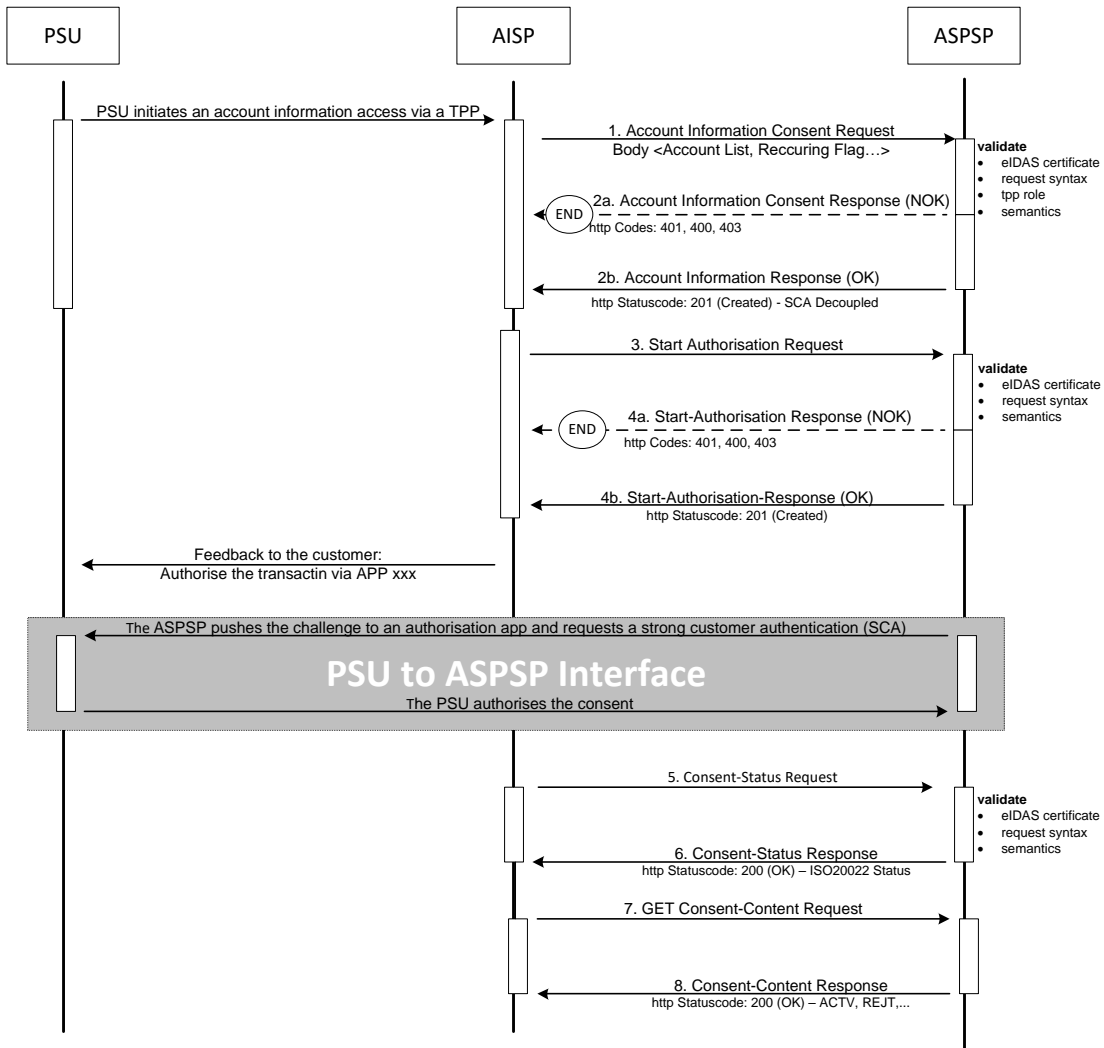 PSU
AISP
ASPSP
PSU initiates an account information access via a TPP
1. Account Information Consent Request
Body <Account List, Reccuring Flag…>
validate
• eIDAS certificate
• request syntax
• tpp role
• semantics
2a. Account Information Consent Response (NOK)
END
http Codes: 401, 400, 403
2b. Account Information Response (OK)
http Statuscode: 201 (Created) - SCA Decoupled
3. Start Authorisation Request
validate
• eIDAS certificate
• request syntax
• semantics
4a. Start-Authorisation Response (NOK)
END
http Codes: 401, 400, 403
4b. Start-Authorisation-Response (OK)
http Statuscode: 201 (Created)
Feedback to the customer:
Authorise the transactin via APP xxx
The ASPSP pushes the challenge to an authorisation app and requests a strong customer authentication (SCA)
PSU to ASPSP Interface
The PSU authorises the consent
5. Consent-Status Request
validate
• eIDAS certificate
• request syntax
• semantics
6. Consent-Status Response
http Statuscode: 200 (OK) – ISO20022 Status
7. GET Consent-Content Request
8. Consent-Content Response
http Statuscode: 200 (OK) – ACTV, REJT,...